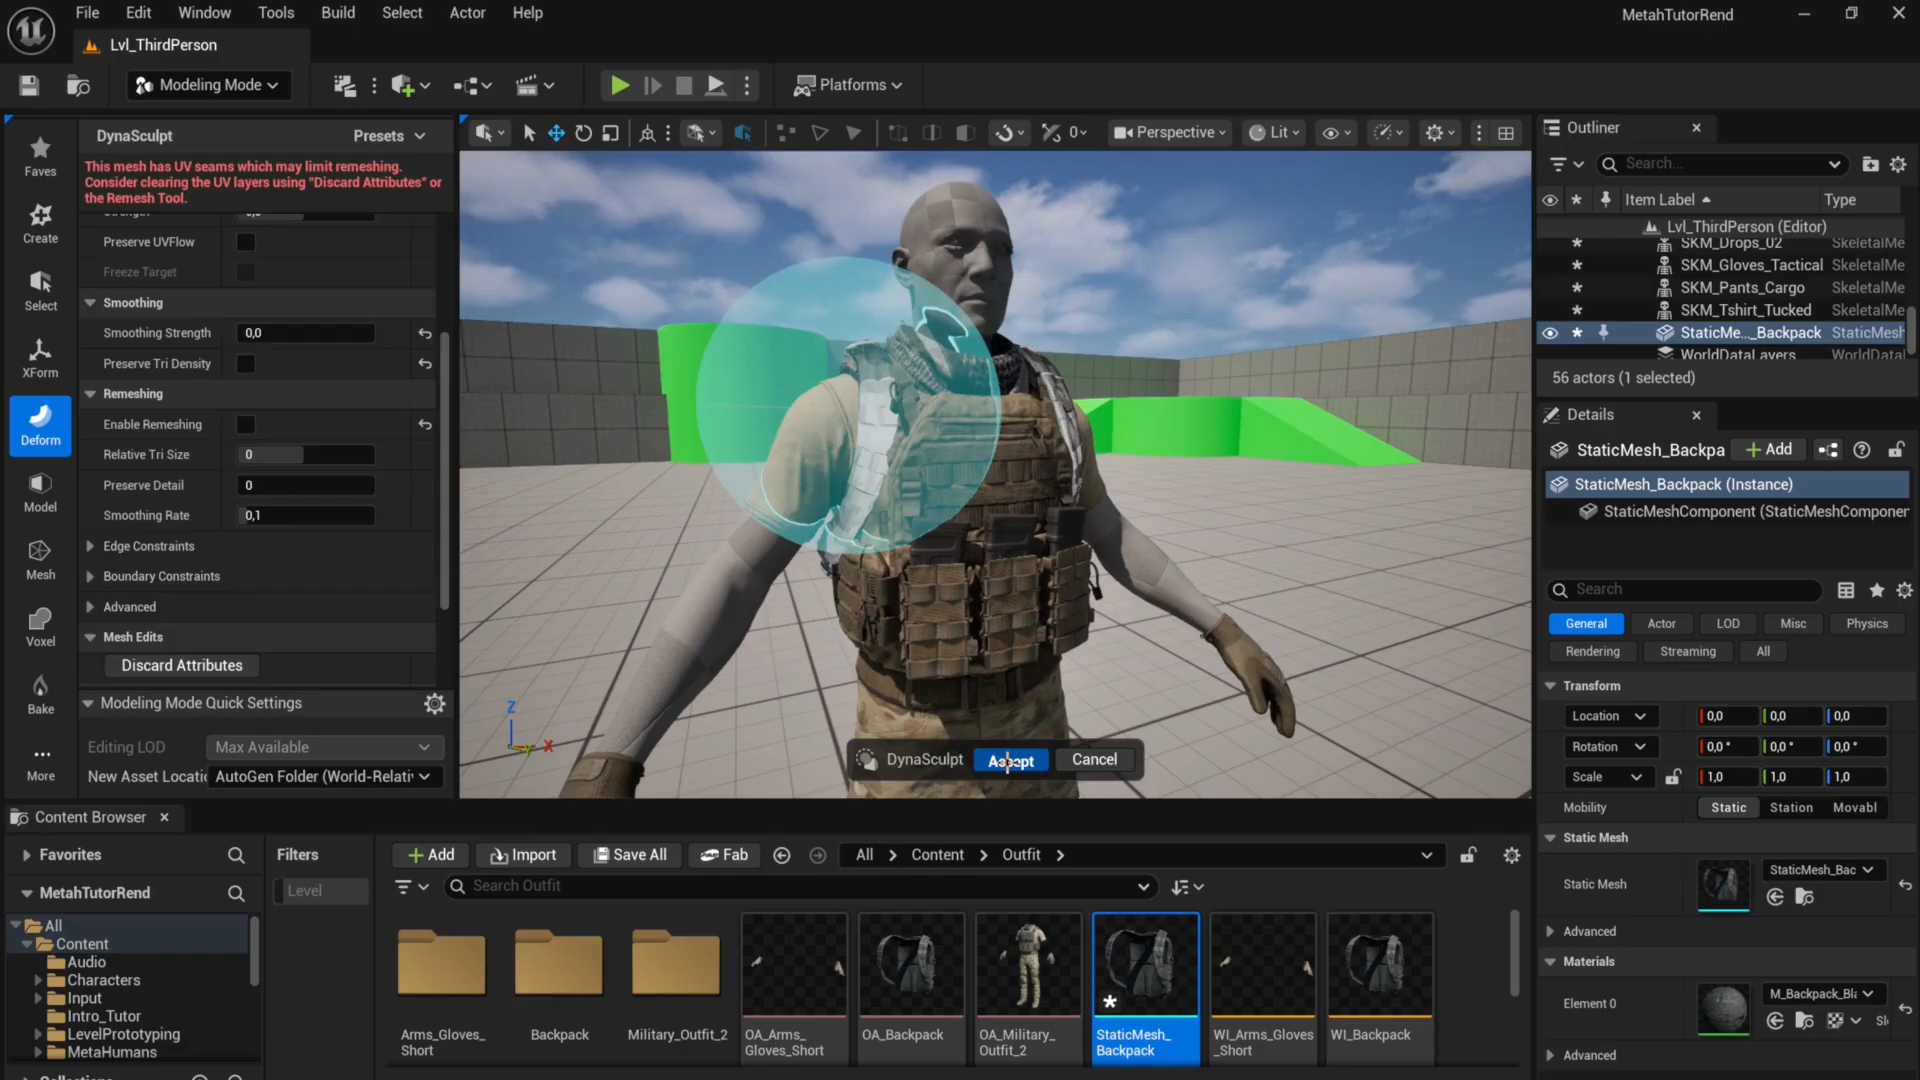 File
Edit
Window
Tools
Build
Select
Actor
Help
MetahTutorRend
Lvl_ThirdPerson
Modeling Mode
Platforms
DynaSculpt
Presets
This mesh has UV seams which may limit remeshing.
Consider clearing the UV layers using "Discard Attributes" or
the Remesh Tool.
Faves
Create
Select
XForm
Deform
Model
Mesh
Voxel
Bake
More
Preserve UVFlow
Freeze Target
Smoothing
Smoothing Strength
0,0
Preserve Tri Density
Remeshing
Enable Remeshing
Relative Tri Size
0
Preserve Detail
0
Smoothing Rate
0,1
Edge Constraints
Boundary Constraints
Advanced
Mesh Edits
Discard Attributes
Modeling Mode Quick Settings
Editing LOD
Max Available
New Asset Locatic
AutoGen Folder (World-Relativ
0
Perspective
Lit
Z
X
DynaSculpt
Accept
Cancel
Outliner
Search...
Item Label
Type
Lvl_ThirdPerson (Editor)
SKM_Drops_02
SkeletalMe
SKM_Gloves_Tactical
SkeletalMe
SKM_Pants_Cargo
SkeletalMe
SKM_Tshirt_Tucked
SkeletalMe
StaticMe..._Backpack
StaticMesh
WorldDataLayers
WorldData
56 actors (1 selected)
Details
StaticMesh_Backpa
Add
StaticMesh_Backpack (Instance)
StaticMeshComponent (StaticMeshComponer
Search
General
Actor
LOD
Misc
Physics
Rendering
Streaming
All
Transform
Location
0,0
0,0
0,0
Rotation
0,0 °
0,0 °
0,0 °
Scale
1,0
1,0
1,0
Mobility
Static
Station
Movabl
Static Mesh
Static Mesh
StaticMesh_Bac
Advanced
Materials
Element 0
M_Backpack_Bla
Advanced
Content Browser
Favorites
MetahTutorRend
All
Content
Audio
Characters
Input
Intro_Tutor
LevelPrototyping
MetaHumans
Filters
Level
Add
Import
Save All
Fab
All
Content
Outfit
Search Outfit
Arms_Gloves_
Short
Backpack
Military_Outfit_2
OA_Arms_
Gloves_Short
OA_Backpack
OA_Military_
Outfit_2
StaticMesh_
Backpack
WI_Arms_Gloves
_Short
WI_Backpack